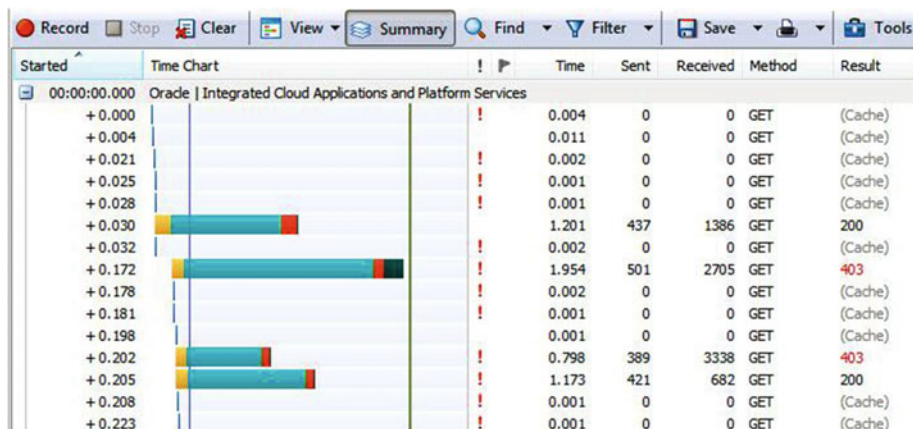 Record Stop Clear View Summary Find Filter Save Tools
Started Time Chart ! Time Sent Received Method Result
00:00:00.000 Oracle | Integrated Cloud Applications and Platform Services
+ 0.000 ! 0.004 0 0 GET (Cache)
+ 0.004 0.011 0 0 GET (Cache)
+ 0.021 ! 0.002 0 0 GET (Cache)
+ 0.025 ! 0.001 0 0 GET (Cache)
+ 0.028 ! 0.001 0 0 GET (Cache)
+ 0.030 1.201 437 1386 GET 200
+ 0.032 ! 0.002 0 0 GET (Cache)
+ 0.172 ! 1.954 501 2705 GET 403
+ 0.178 ! 0.002 0 0 GET (Cache)
+ 0.181 ! 0.001 0 0 GET (Cache)
+ 0.198 0.001 0 0 GET (Cache)
+ 0.202 ! 0.798 389 3338 GET 403
+ 0.205 ! 1.173 421 682 GET 200
+ 0.208 ! 0.001 0 0 GET (Cache)
+ 0.223 ! 0.001 0 0 GET (Cache)